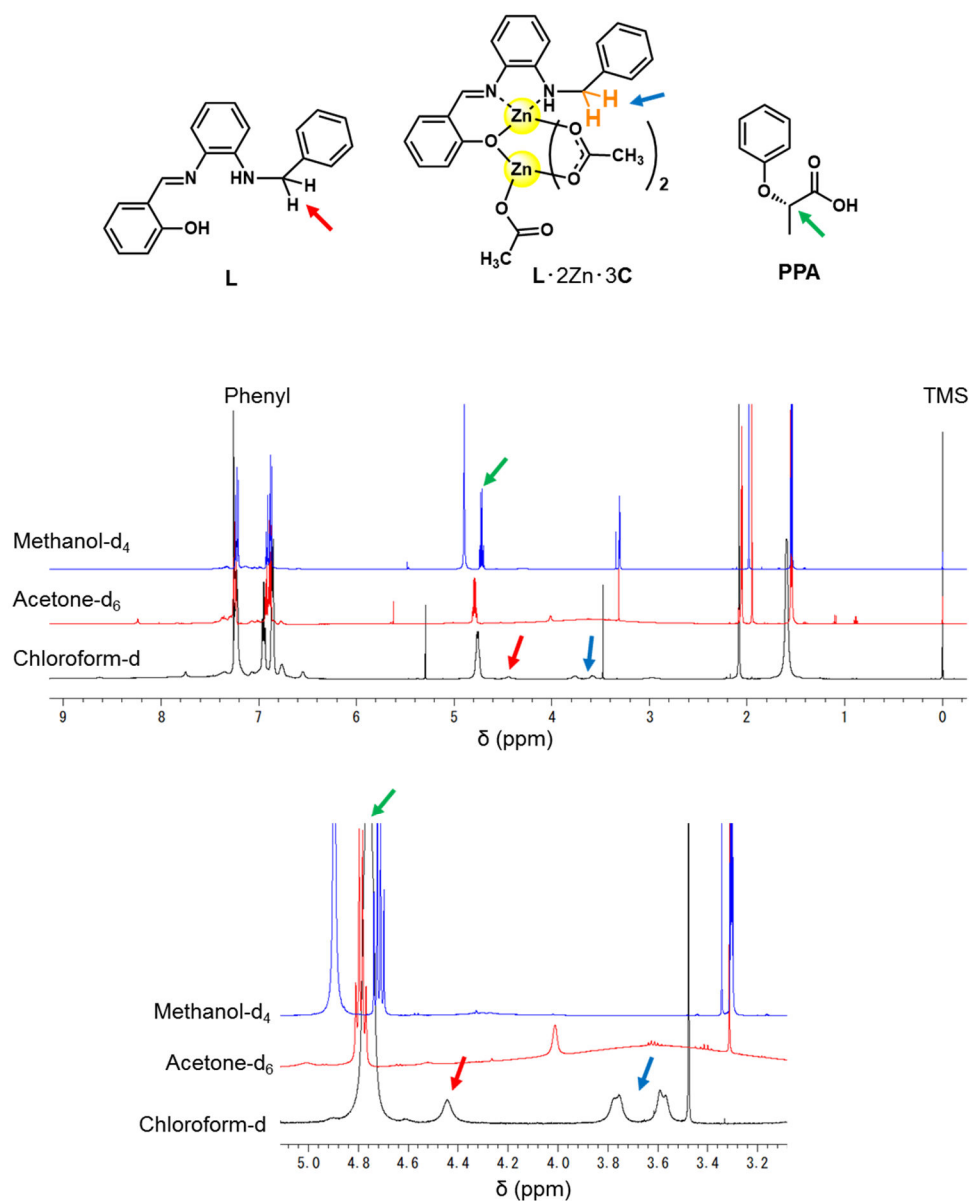 N
NH
H
Zn
H
H
O
O
CH3
Zn
O
2
O
O
H3C
N
HN
H
H
OH
O
O
OH
L
L·2Zn·3C
PPA
Phenyl
TMS
Methanol-d4
Acetone-d6
Chloroform-d
9 8 7 6 5 4 3 2 1 0
δ (ppm)
Methanol-d4
Acetone-d6
Chloroform-d
5.0 4.8 4.6 4.4 4.2 4.0 3.8 3.6 3.4 3.2
δ (ppm)